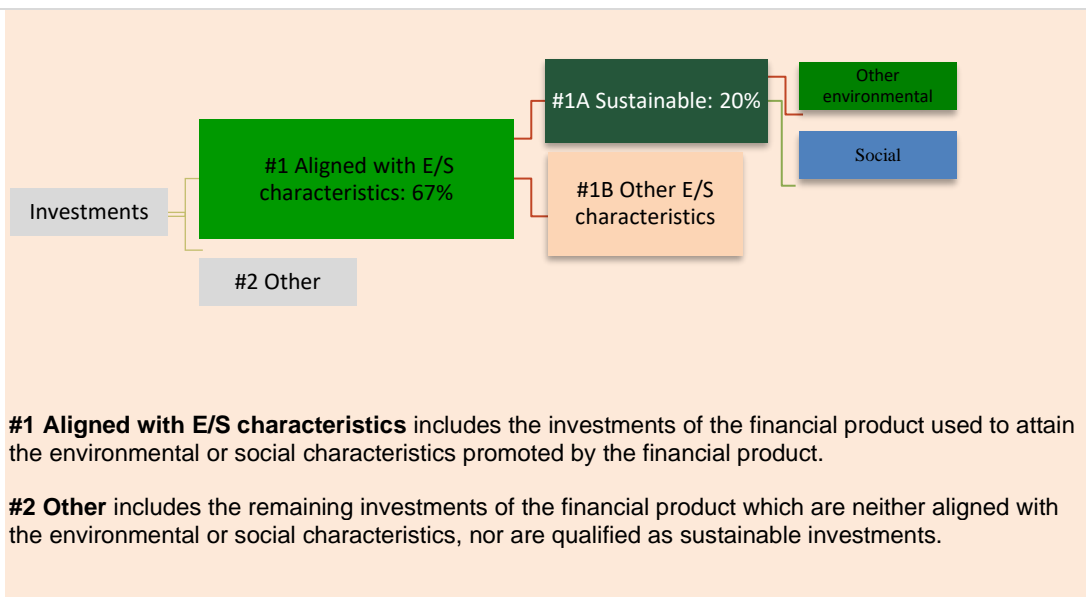 Investments
#1 Aligned with E/S
characteristics: 67%
#2 Other
#1A Sustainable: 20%
#1B Other E/S
characteristics
Other
environmental
Social
#1 Aligned with E/S characteristics includes the investments of the financial product used to attain
the environmental or social characteristics promoted by the financial product.
#2 Other includes the remaining investments of the financial product which are neither aligned with
the environmental or social characteristics, nor are qualified as sustainable investments.